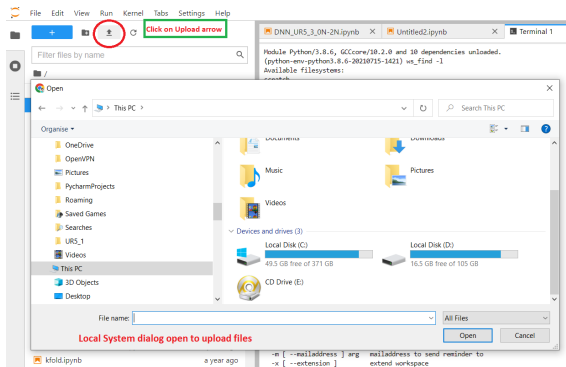 File Edit View Run Kernel Tabs Settings Help
Click on Upload arrow
DNN_UR5_3_0N-2N.ipynb
Untitled2.ipynb
Terminal 1
Filter files by name
/
Module Python/3.8.6, GCCcore/10.2.0 and 10 dependencies unloaded.
(python-env-python3.8.6-20210715-1421) ws_find -l
Available filesystems:
scratch
Open
This PC
Search This PC
Organise
OneDrive
OpenVPN
Pictures
PycharmProjects
Roaming
Saved Games
Searches
UR5_1
Videos
This PC
3D Objects
Desktop
Documents
Downloads
Music
Pictures
Videos
Devices and drives (3)
Local Disk (C:)
49.5 GB free of 371 GB
Local Disk (D:)
16.5 GB free of 105 GB
CD Drive (E:)
File name:
All Files
Local System dialog open to upload files
Open
Cancel
kfold.ipynb
a year ago
-m [ --mailaddress ] arg mailaddress to send reminder to
-x [ --extension ] extend workspace